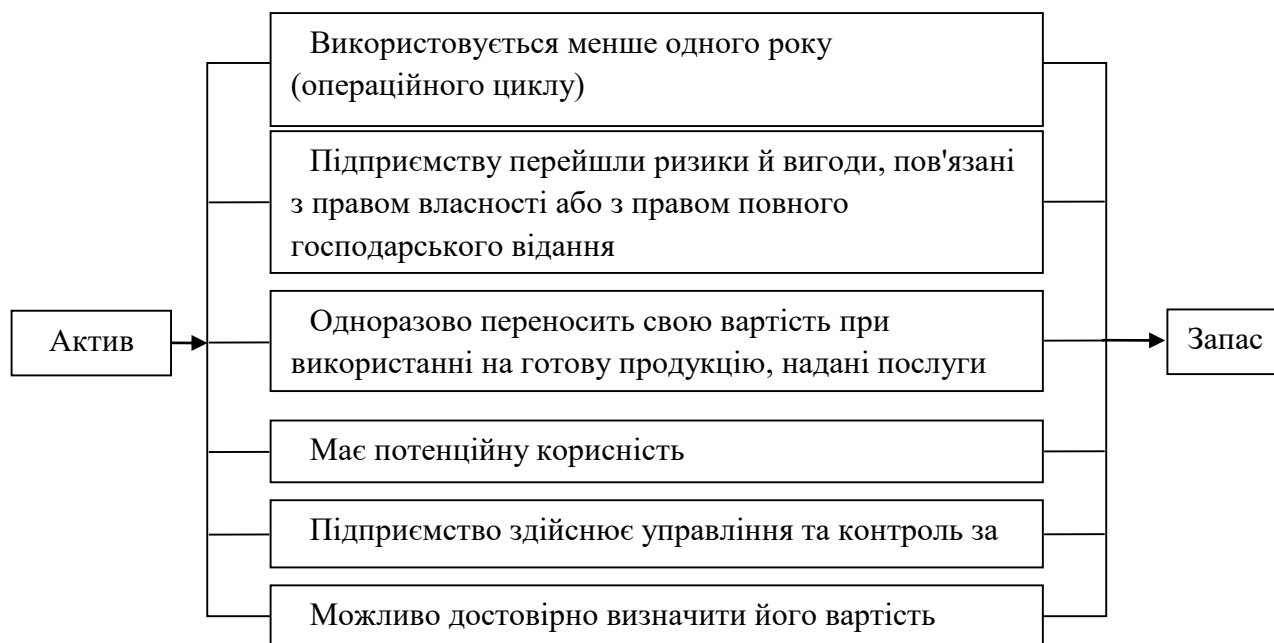 Використовується менше одного року
(операційного циклу)
Підприємству перейшли ризики й вигоди, пов'язані
з правом власності або з правом повного
господарського відання
Актив
Одноразово переносить свою вартість при
використанні на готову продукцію, надані послуги
Запас
Має потенційну корисність
Підприємство здійснює управління та контроль за
Можливо достовірно визначити його вартість